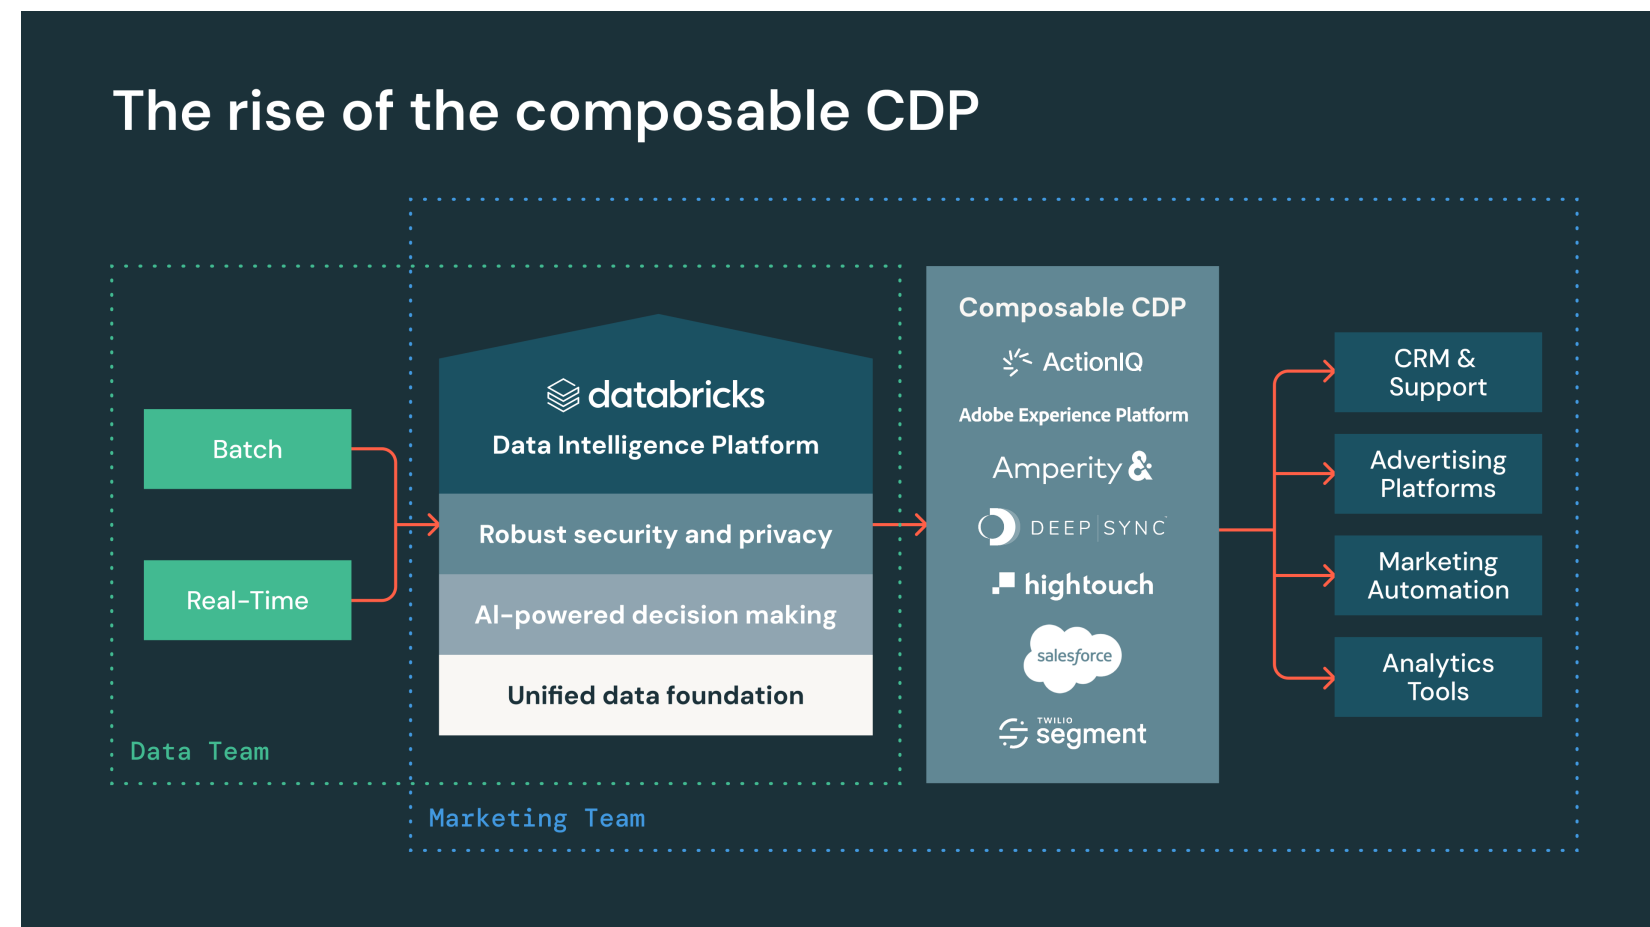 The rise of the composable CDP
Batch
Real-Time
Data Team
databricks
Data Intelligence Platform
Robust security and privacy
AI-powered decision making
Unified data foundation
Marketing Team
Composable CDP
ActionIQ
Adobe Experience Platform
Amperity &
DEEP|SYNC
hightouch
salesforce
TWILIO
segment
CRM &
Support
Advertising
Platforms
Marketing
Automation
Analytics
Tools